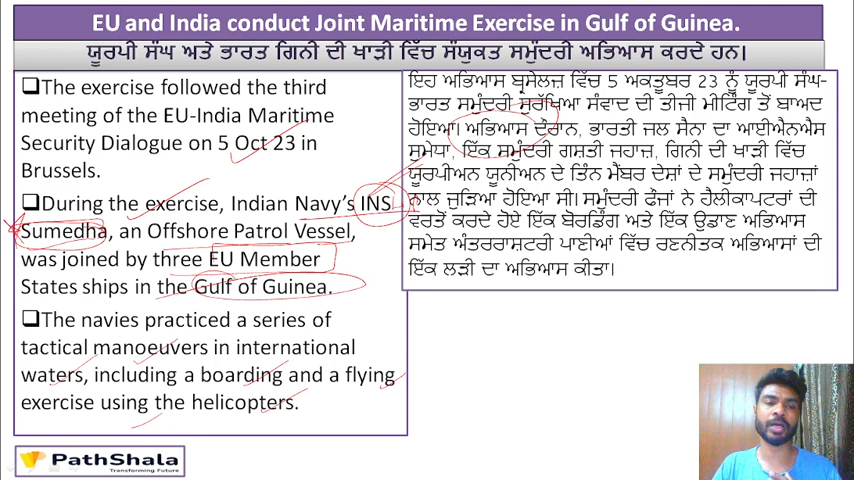 EU and India conduct Joint Maritime Exercise in Gulf of Guinea.
ਯੂਰਪੀ ਸੰਘ ਅਤੇ ਭਾਰਤ ਗਿਨੀ ਦੀ ਖਾੜੀ ਵਿੱਚ ਸੰਯੁਕਤ ਸਮੁੰਦਰੀ ਅਭਿਆਸ ਕਰਦੇ ਹਨ।
The exercise followed the third
meeting of the EU-India Maritime
Security Dialogue on 5 Oct 23 in
Brussels.
During the exercise, Indian Navy's INS
Sumedha, an Offshore Patrol Vessel,
was joined by three EU Member
States ships in the Gulf of Guinea.
The navies practiced a series of
tactical manoeuvers in international
waters, including a boarding and a flying
exercise using the helicopters.
ਇਹ ਅਭਿਆਸ ਬ੍ਰਸੇਲਜ਼ ਵਿੱਚ 5 ਅਕਤੂਬਰ 23 ਨੂੰ ਯੂਰਪੀ ਸੰਘ-
ਭਾਰਤ ਸਮੁੰਦਰੀ ਸੁਰੱਖਿਆ ਸੰਵਾਦ ਦੀ ਤੀਜੀ ਮੀਟਿੰਗ ਤੋਂ ਬਾਅਦ
ਹੋਇਆ। ਅਭਿਆਸ ਦੌਰਾਨ, ਭਾਰਤੀ ਜਲ ਸੈਨਾ ਦਾ ਆਈਐਨਐਸ
ਸੁਮੇਧਾ, ਇੱਕ ਸਮੁੰਦਰੀ ਗਸ਼ਤੀ ਜਹਾਜ਼, ਗਿਨੀ ਦੀ ਖਾੜੀ ਵਿੱਚ
ਯੂਰਪੀਅਨ ਯੂਨੀਅਨ ਦੇ ਤਿੰਨ ਮੈਂਬਰ ਦੇਸ਼ਾਂ ਦੇ ਸਮੁੰਦਰੀ ਜਹਾਜ਼ਾਂ
ਨਾਲ ਜੁੜਿਆ ਹੋਇਆ ਸੀ। ਸਮੁੰਦਰੀ ਫੌਜਾਂ ਨੇ ਹੈਲੀਕਾਪਟਰਾਂ ਦੀ
ਵਰਤੋਂ ਕਰਦੇ ਹੋਏ ਇੱਕ ਬੋਰਡਿੰਗ ਅਤੇ ਇੱਕ ਉਡਾਣ ਅਭਿਆਸ
ਸਮੇਤ ਅੰਤਰਰਾਸ਼ਟਰੀ ਪਾਣੀਆਂ ਵਿੱਚ ਰਣਨੀਤਕ ਅਭਿਆਸਾਂ ਦੀ
ਇੱਕ ਲੜੀ ਦਾ ਅਭਿਆਸ ਕੀਤਾ।
PathShala
Transforming Future